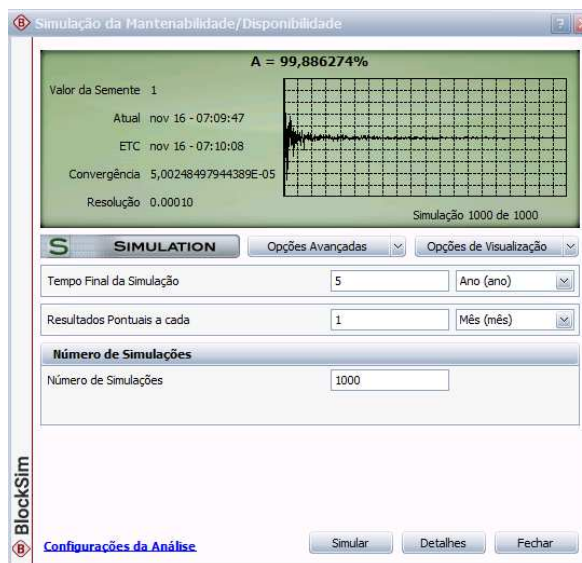 Simulação da Mantenabilidade/Disponibilidade
A = 99,886274%
Valor da Semente 1
Atual nov 16 - 07:09:47
ETC nov 16 - 07:10:08
Convergência 5,00248497944389E-05
Resolução 0.00010
Simulação 1000 de 1000
S SIMULATION
Opções Avançadas
Opções de Visualização
Tempo Final da Simulação 5 Ano (ano)
Resultados Pontuais a cada 1 Mês (mês)
Número de Simulações
Número de Simulações 1000
BlockSim
Configurações da Análise
Simular
Detalhes
Fechar